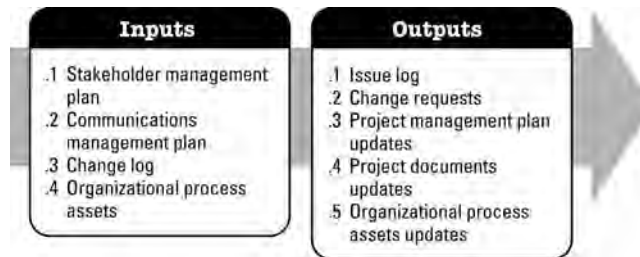 Inputs
.1 Stakeholder management
plan
.2 Communications
management plan
.3 Change log
.4 Organizational process
assets
Outputs
.1 Issue log
.2 Change requests
.3 Project management plan
updates
.4 Project documents
updates
.5 Organizational process
assets updates